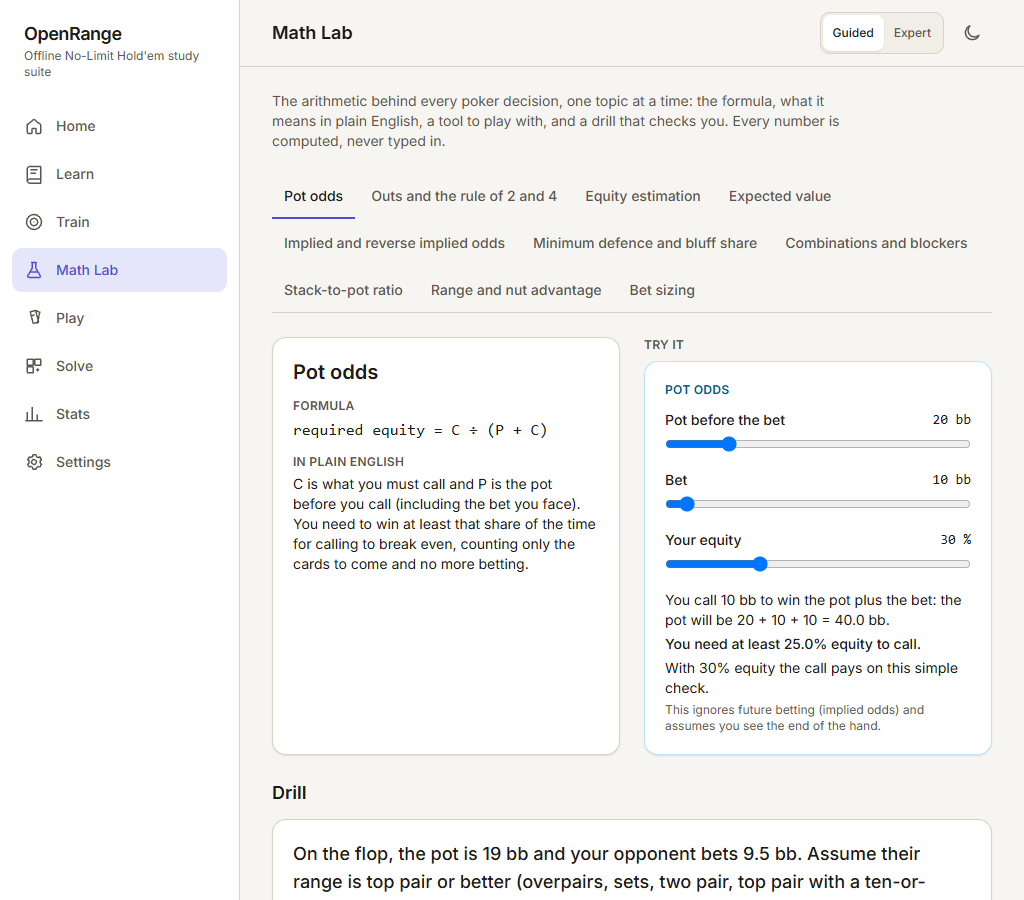 OpenRange
Offline No-Limit Hold'em study
suite
Home
Learn
Train
Math Lab
Play
Solve
Stats
Settings
Math Lab
Guided
Expert
The arithmetic behind every poker decision, one topic at a time: the formula, what it
means in plain English, a tool to play with, and a drill that checks you. Every number is
computed, never typed in.
Pot odds
Outs and the rule of 2 and 4
Equity estimation
Expected value
Implied and reverse implied odds
Minimum defence and bluff share
Combinations and blockers
Stack-to-pot ratio
Range and nut advantage
Bet sizing
Pot odds
FORMULA
required equity = C ÷ (P + C)
IN PLAIN ENGLISH
C is what you must call and P is the pot
before you call (including the bet you face).
You need to win at least that share of the time
for calling to break even, counting only the
cards to come and no more betting.
TRY IT
POT ODDS
Pot before the bet 20 bb
Bet 10 bb
Your equity 30 %
You call 10 bb to win the pot plus the bet: the
pot will be 20 + 10 + 10 = 40.0 bb.
You need at least 25.0% equity to call.
With 30% equity the call pays on this simple
check.
This ignores future betting (implied odds) and
assumes you see the end of the hand.
Drill
On the flop, the pot is 19 bb and your opponent bets 9.5 bb. Assume their
range is top pair or better (overpairs, sets, two pair, top pair with a ten-or-